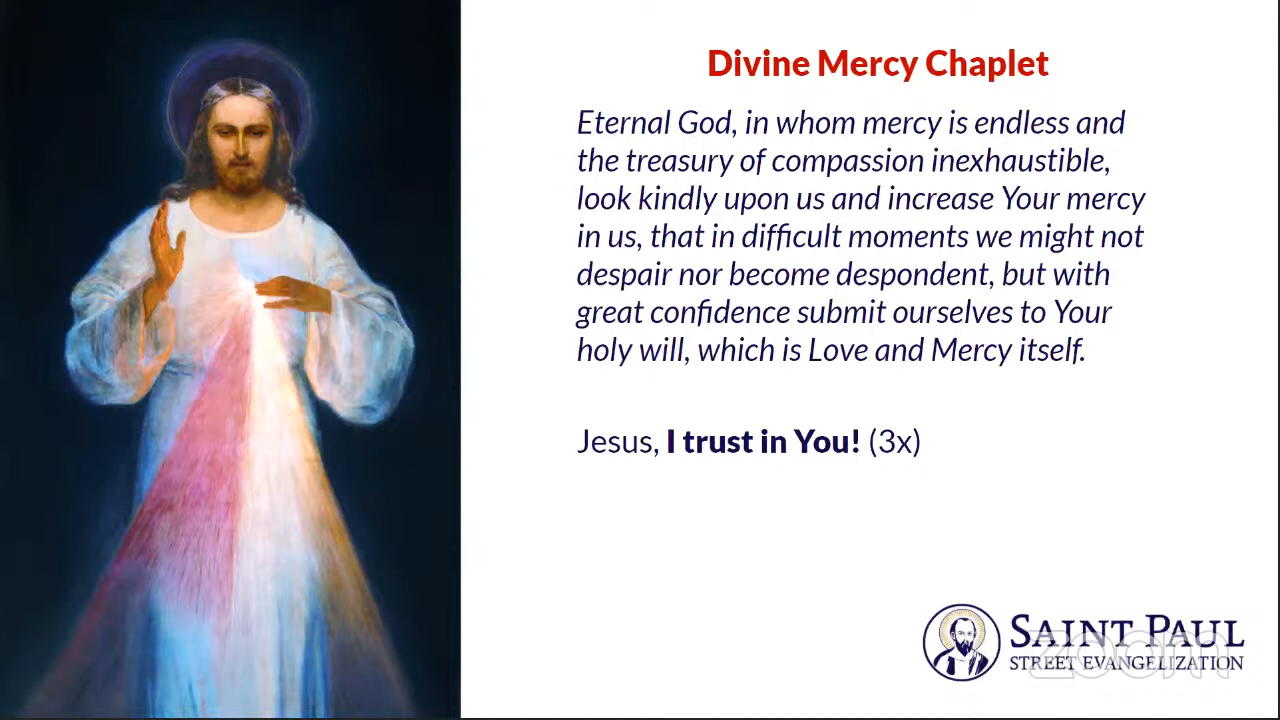 Divine Mercy Chaplet
Eternal God, in whom mercy is endless and
the treasury of compassion inexhaustible,
look kindly upon us and increase Your mercy
in us, that in difficult moments we might not
despair nor become despondent, but with
great confidence submit ourselves to Your
holy will, which is Love and Mercy itself.
Jesus, I trust in You! (3x)
SAINT PAUL
STREET EVANGELIZATION
zoom